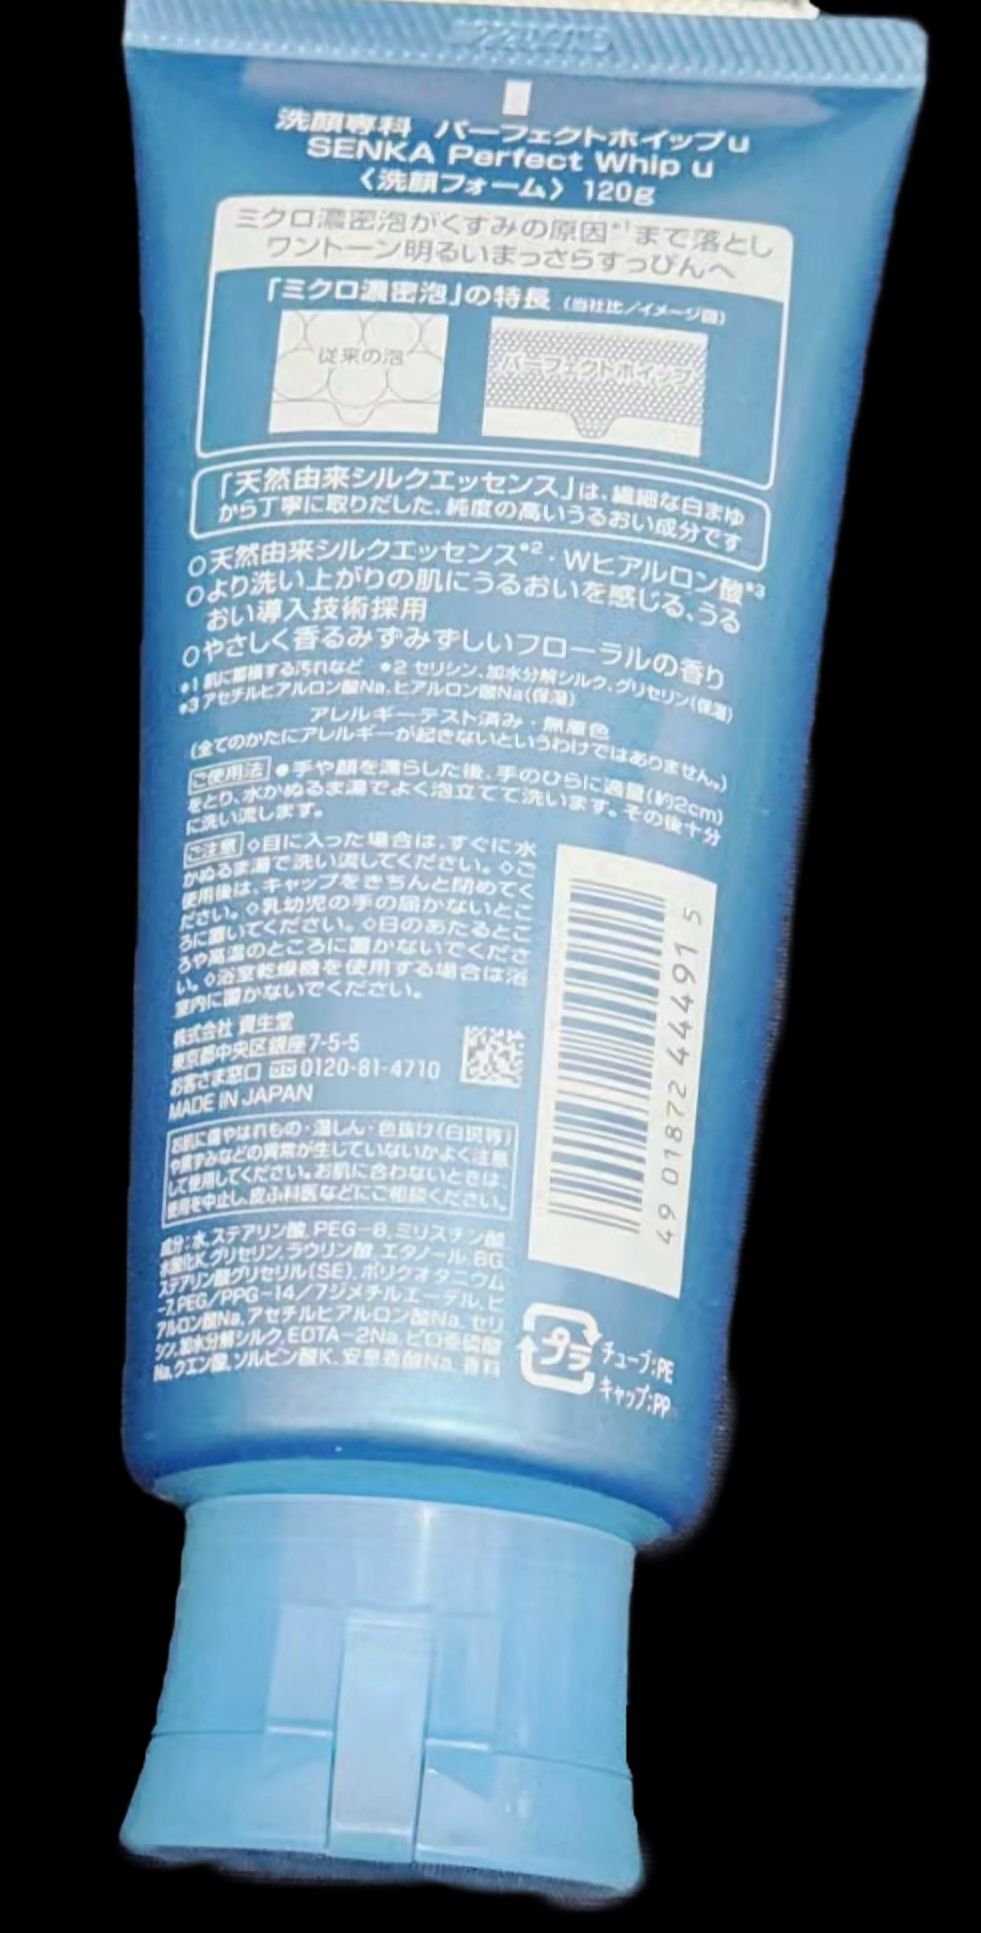 洗顔専科 パーフェクトホイップu
SENKA Perfect Whip u
〈洗顔フォーム〉 120g
ミクロ濃密泡がくすみの原因*1まで落とし
ワントーン明るいまっさらすっぴんへ
「ミクロ濃密泡」の特長 (当社比/イメージ図)
従来の泡
パーフェクトホイップ
「天然由来シルクエッセンス」は、繊細な白まゆ
から丁寧に取りだした、純度の高いうるおい成分です
○天然由来シルクエッセンス*2・Wヒアルロン酸*3
○より洗い上がりの肌にうるおいを感じる、うる
おい導入技術採用
○やさしく香るみずみずしいフローラルの香り
*1 肌に蓄積する汚れなど *2 セリシン、加水分解シルク、グリセリン(保湿)
*3 アセチルヒアルロン酸Na、ヒアルロン酸Na(保湿)
アレルギーテスト済み・無着色
(全てのかたにアレルギーが起きないというわけではありません。)
ご使用法 ●手や顔を濡らした後、手のひらに適量(約2cm)
をとり、水かぬるま湯でよく泡立てて洗います。その後十分
に洗い流します。
ご注意 ◇目に入った場合は、すぐに水
かぬるま湯で洗い流してください。◇ご
使用後は、キャップをきちんと閉めてく
ださい。◇乳幼児の手の届かないとこ
ろに置いてください。◇日のあたるとこ
ろや高温のところに置かないでくださ
い。◇浴室乾燥機を使用する場合は浴
室内に置かないでください。
株式会社 資生堂
東京都中央区銀座7-5-5
お客さま窓口 0120-81-4710
MADE IN JAPAN
お肌に傷やはれもの・湿しん・色抜け(白斑等)
や黒ずみなどの異常が生じていないかよく注意
して使用してください。お肌に合わないときは、
使用を中止し、皮ふ科医などにご相談ください。
成分:水、ステアリン酸、PEG-8、ミリスチン酸、
水酸化K、グリセリン、ラウリン酸、エタノール、BG、
ステアリン酸グリセリル(SE)、ポリクオタニウム
-7、PEG/PPG-14/7ジメチルエーテル、ヒ
アルロン酸Na、アセチルヒアルロン酸Na、セリ
シン、加水分解シルク、EDTA-2Na、ピロ亜硫酸
Na、クエン酸、ソルビン酸K、安息香酸Na、香料
49 01872 44491 5
プラ
チューブ:PE
キャップ:PP